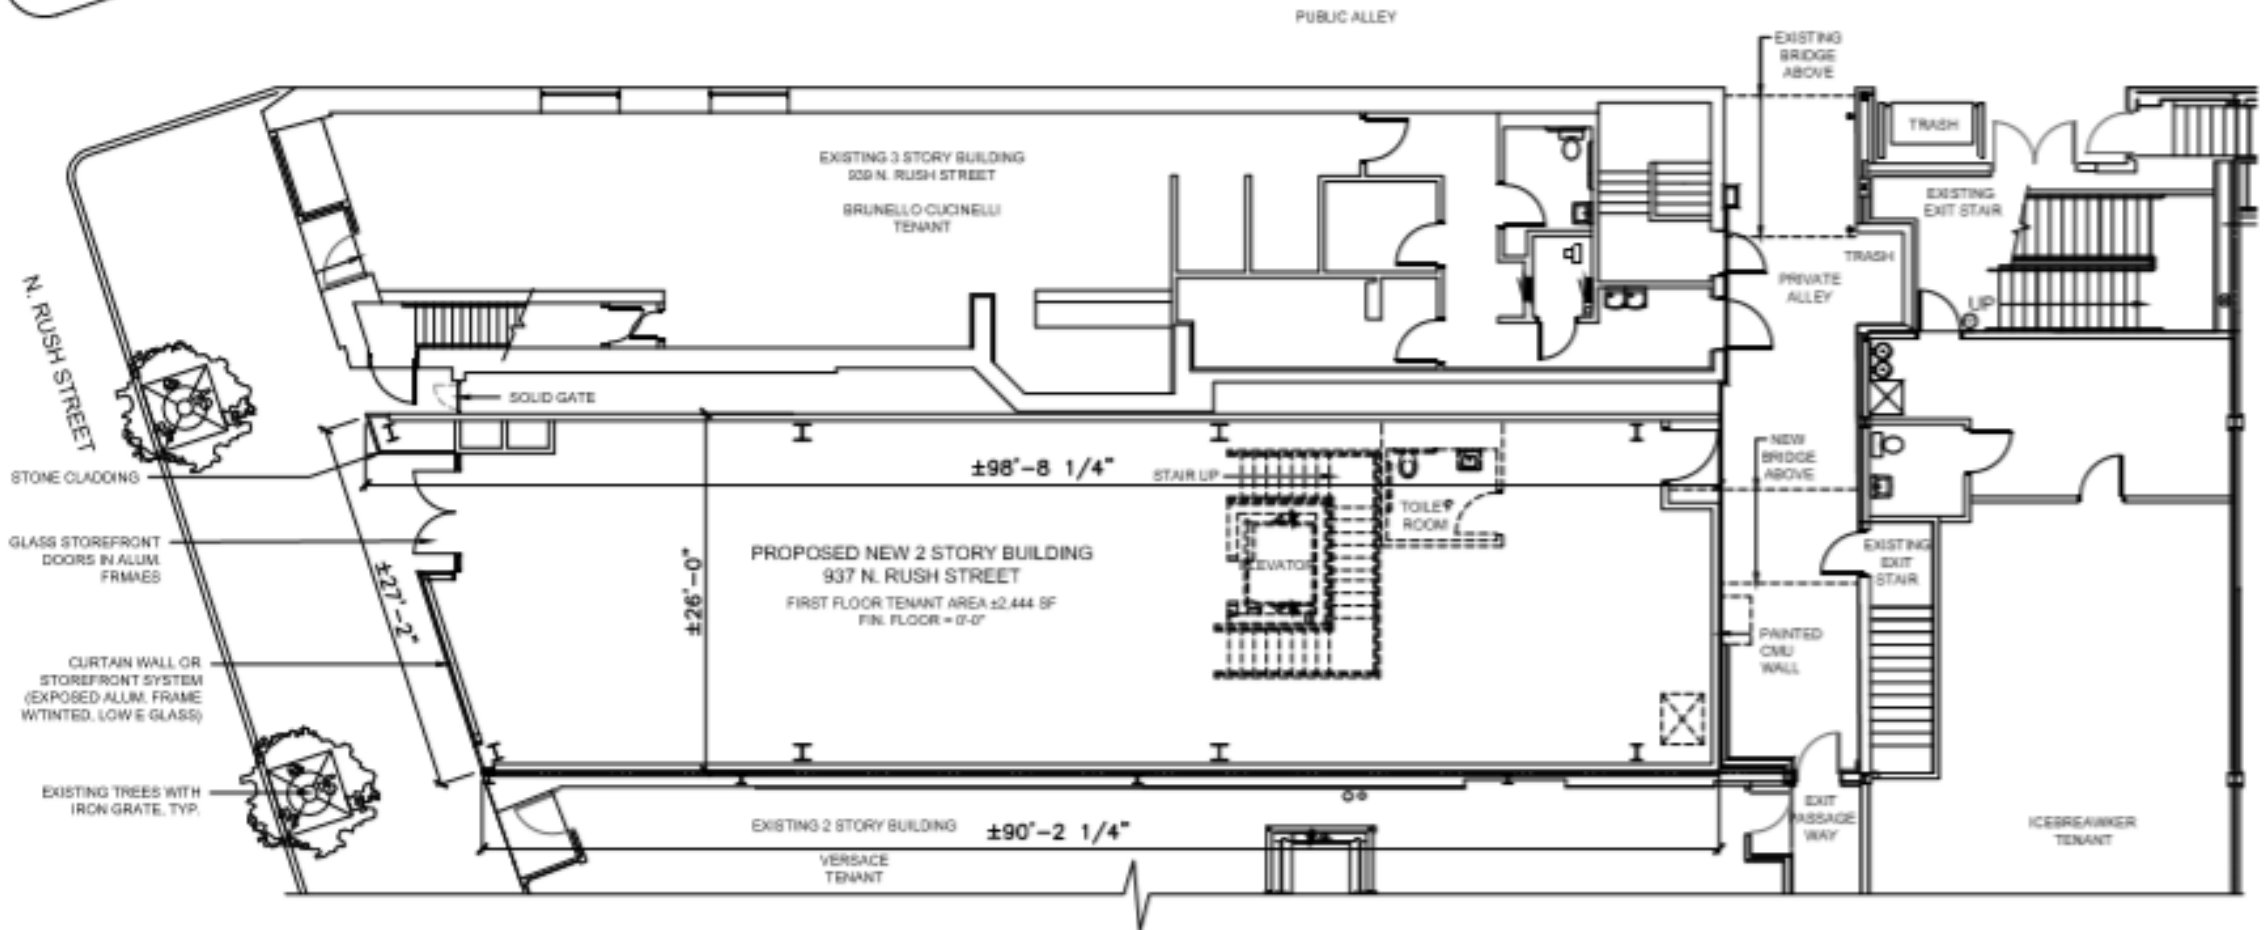 PUBLIC ALLEY
EXISTING
BRIDGE
ABOVE
TRASH
EXISTING 3 STORY BUILDING
939 N. RUSH STREET
BRUNELLO CUCINELLI
TENANT
EXISTING
EXIT STAIR
TRASH
PRIVATE
ALLEY
UP
N. RUSH STREET
SOLID GATE
STONE CLADDING
±98'-8 1/4"
STAIR UP
NEW
BRIDGE
ABOVE
TOILET
ROOM
GLASS STOREFRONT
DOORS IN ALUM.
FRMAES
±27'-2"
±26'-0"
PROPOSED NEW 2 STORY BUILDING
937 N. RUSH STREET
FIRST FLOOR TENANT AREA ±2,444 SF
FIN. FLOOR = 0'-0"
ELEVATOR
EXISTING
EXIT
STAIR
PAINTED
CMU
WALL
CURTAIN WALL OR
STOREFRONT SYSTEM
(EXPOSED ALUM. FRAME
W/TINTED, LOW E GLASS)
EXISTING TREES WITH
IRON GRATE, TYP.
EXISTING 2 STORY BUILDING
±90'-2 1/4"
VERSACE
TENANT
EXIT
PASSAGE
WAY
ICEBREAWKER
TENANT